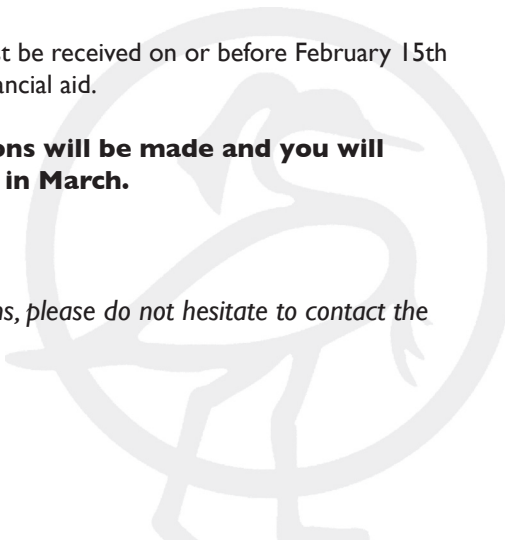 be received on or before February 15th
ancial aid.
ons will be made and you will
in March.
ns, please do not hesitate to contact the